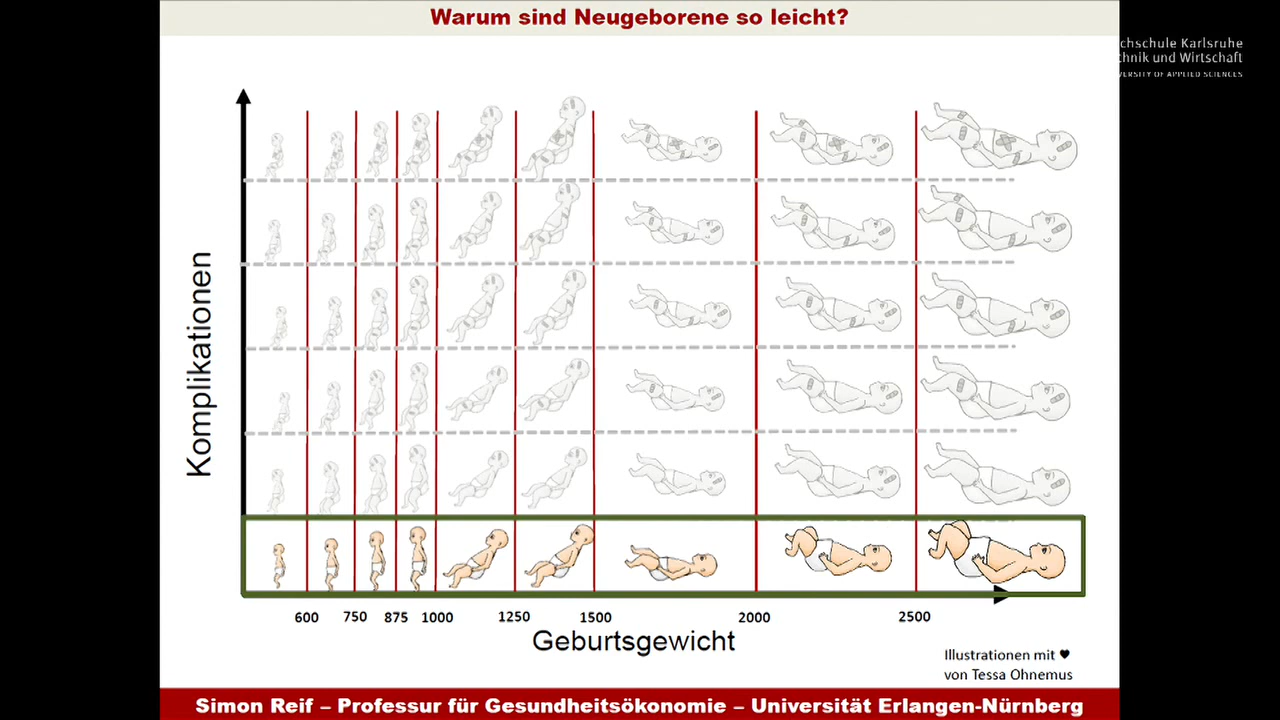 Warum sind Neugeborene so leicht?
chschule Karlsruhe
chnik und Wirtschaft
VERSITY OF APPLIED SCIENCES
Komplikationen
600 750 875 1000 1250 1500 2000 2500
Geburtsgewicht
Illustrationen mit ♥
von Tessa Ohnemus
Simon Reif – Professur für Gesundheitsökonomie – Universität Erlangen-Nürnberg